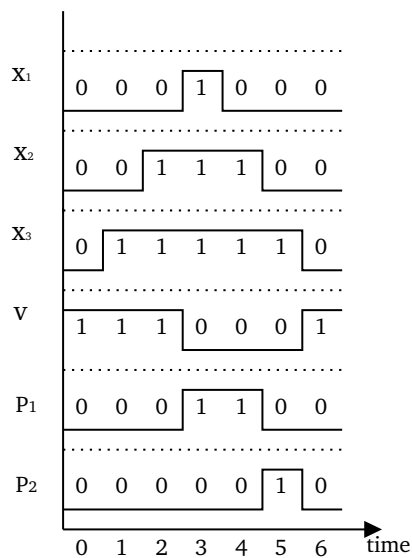 x₁ 0 0 0 1 0 0 0
x₂ 0 0 1 1 1 0 0
x₃ 0 1 1 1 1 1 0
v 1 1 1 0 0 0 1
P₁ 0 0 0 1 1 0 0
P₂ 0 0 0 0 0 1 0
0 1 2 3 4 5 6 time